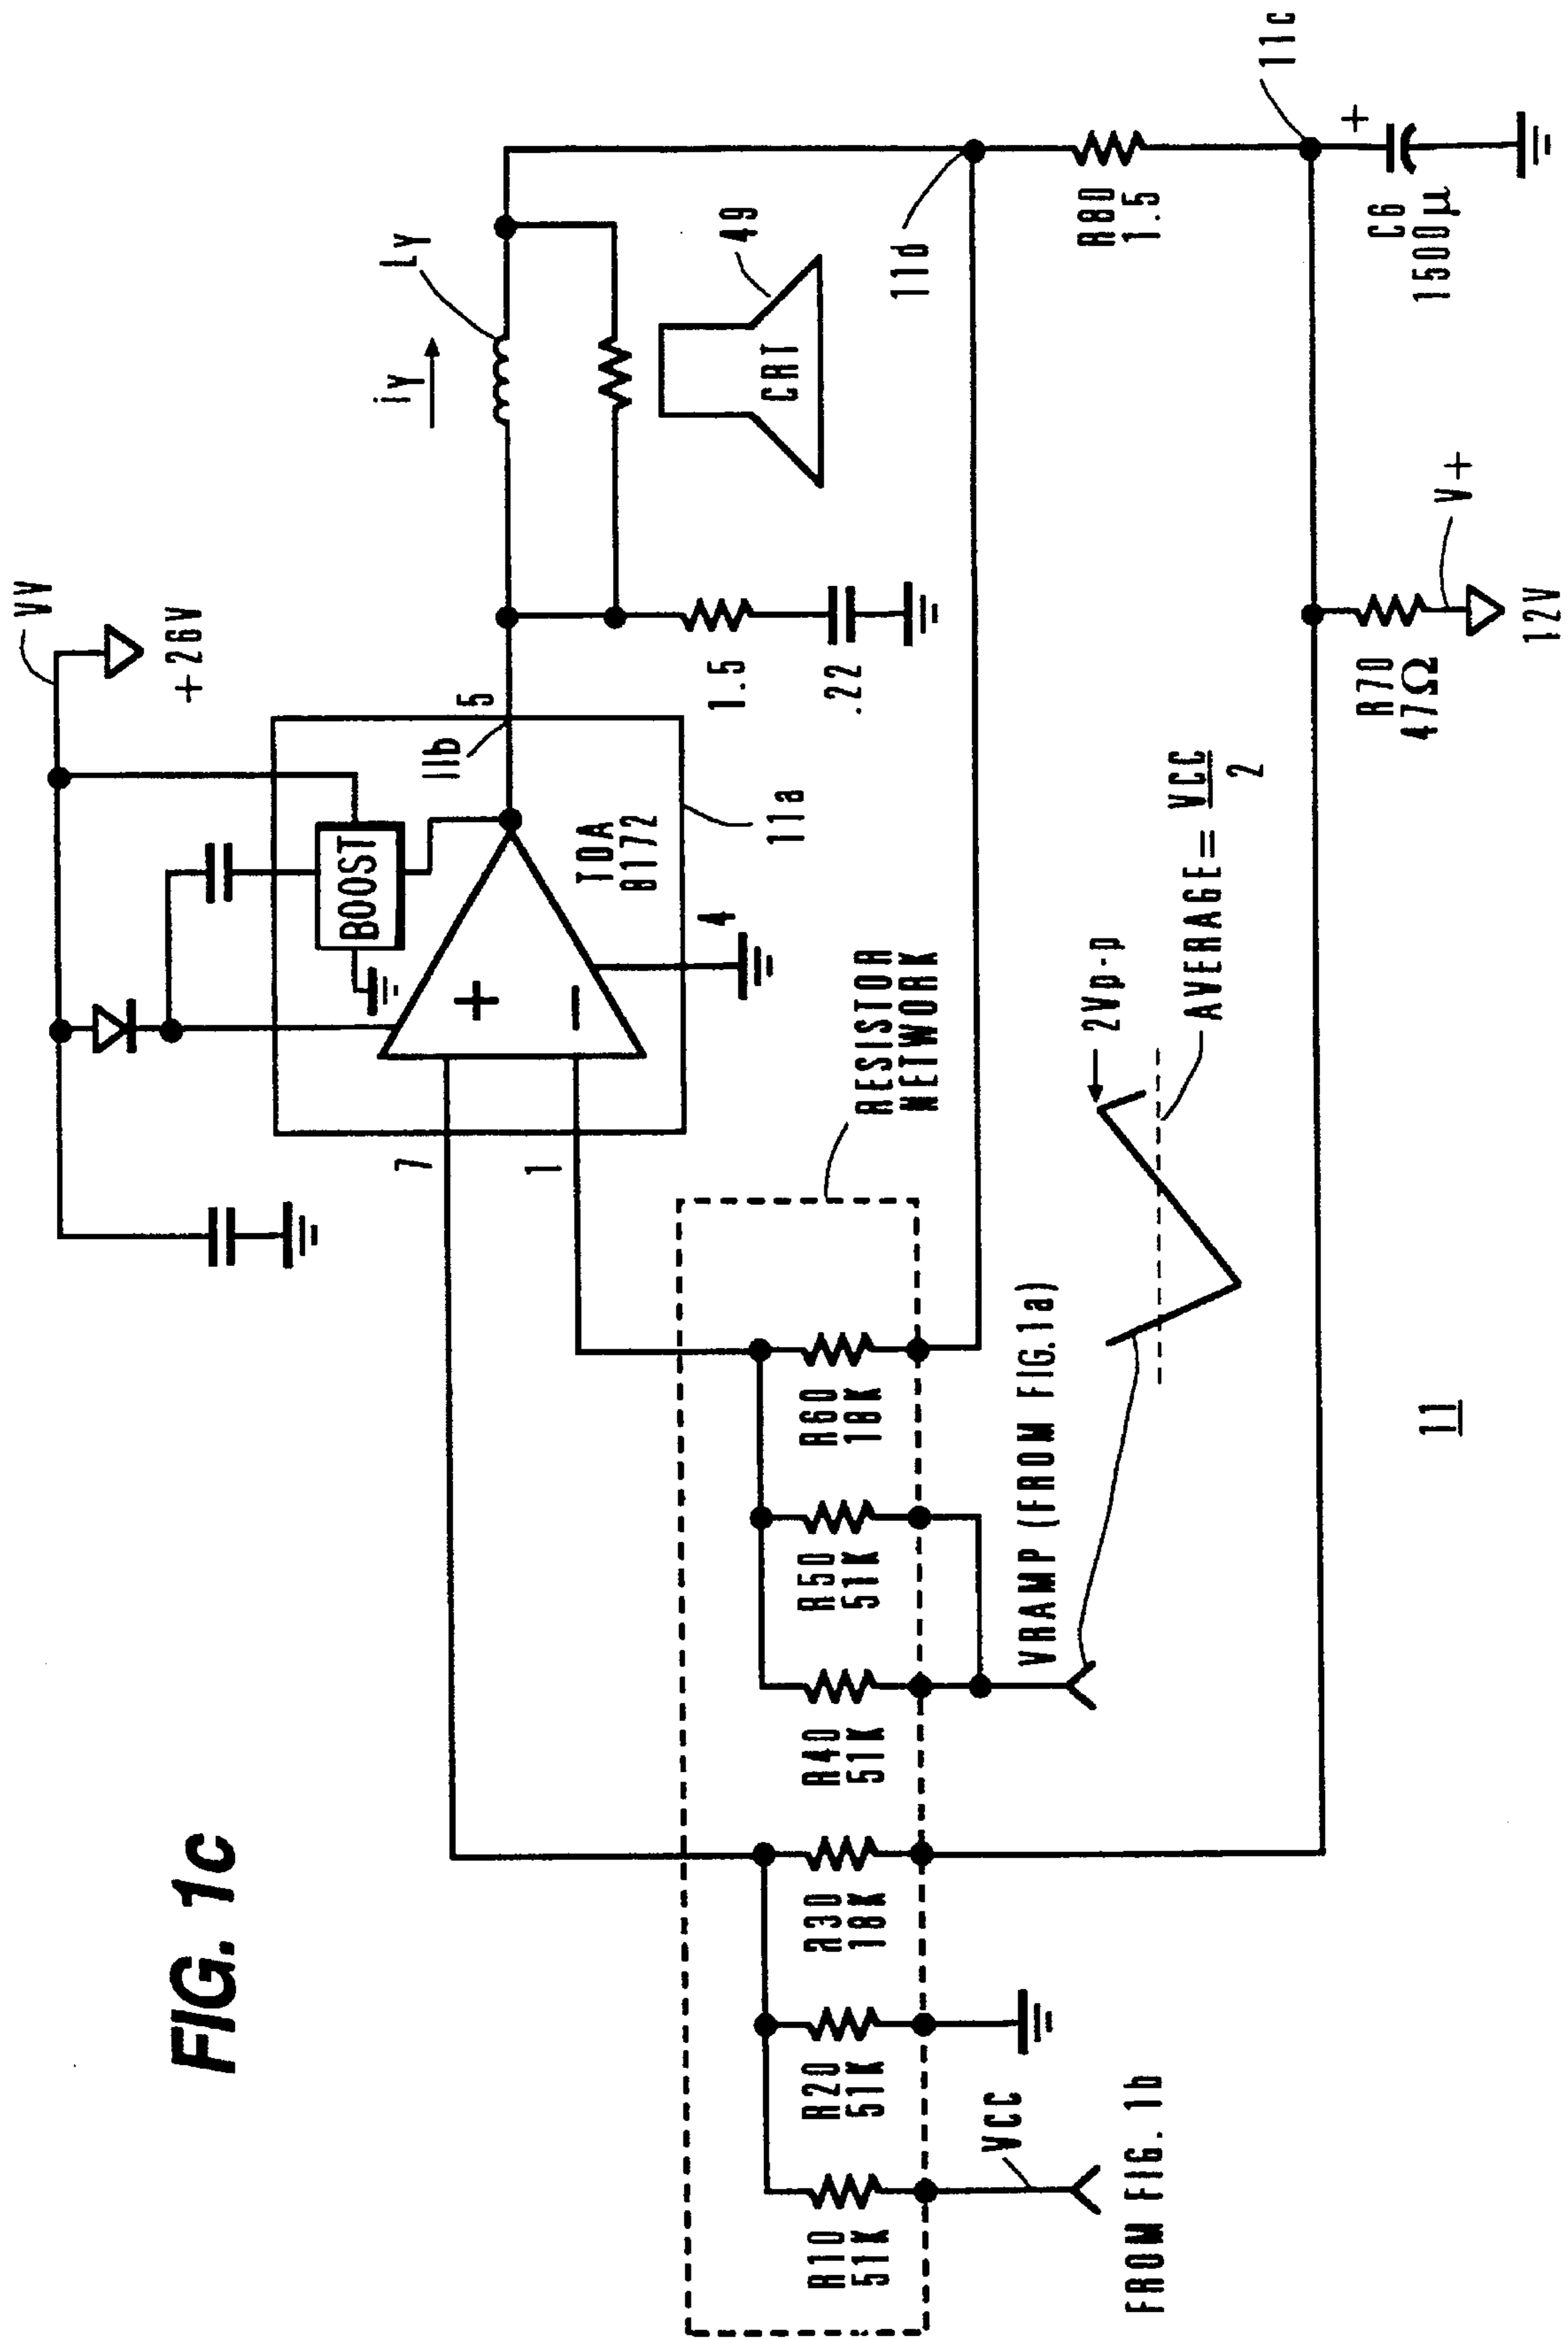 FIG. 1c
VV
+26V
7
1
BOOST
+
−
TDA
8172
11a
11b
5
4
iY
LY
CRT
49
1.5
.22
11d
R80
1.5
11c
+
C6
1500µ
R70
47Ω
V+
12V
RESISTOR
NETWORK
R10
51K
R20
51K
R30
18K
R40
51K
R50
51K
R60
18K
VCC
FROM FIG. 1b
VRAMP (FROM FIG.1a)
2Vp-p
AVERAGE= VCC
2
11